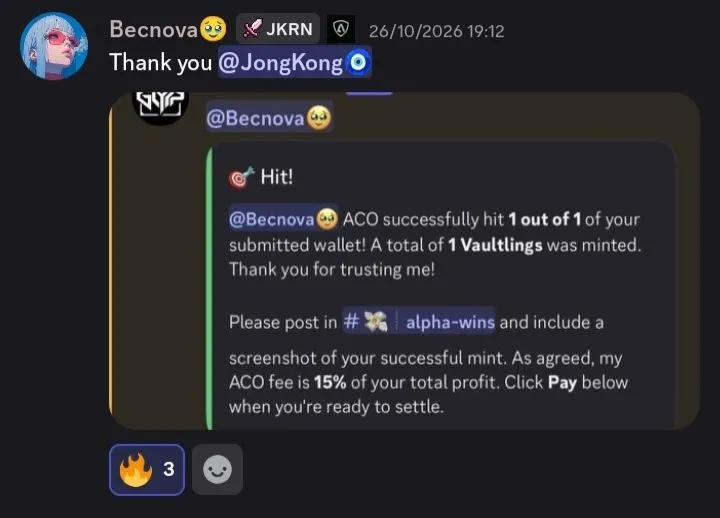 Becnova🥹 JKRN 26/10/2026 19:12
Thank you @JongKong🧿
@Becnova🥹
🎯 Hit!
@Becnova🥹 ACO successfully hit 1 out of 1 of your
submitted wallet! A total of 1 Vaultlings was minted.
Thank you for trusting me!
Please post in #💸┊alpha-wins and include a
screenshot of your successful mint. As agreed, my
ACO fee is 15% of your total profit. Click Pay below
when you're ready to settle.
🔥 3